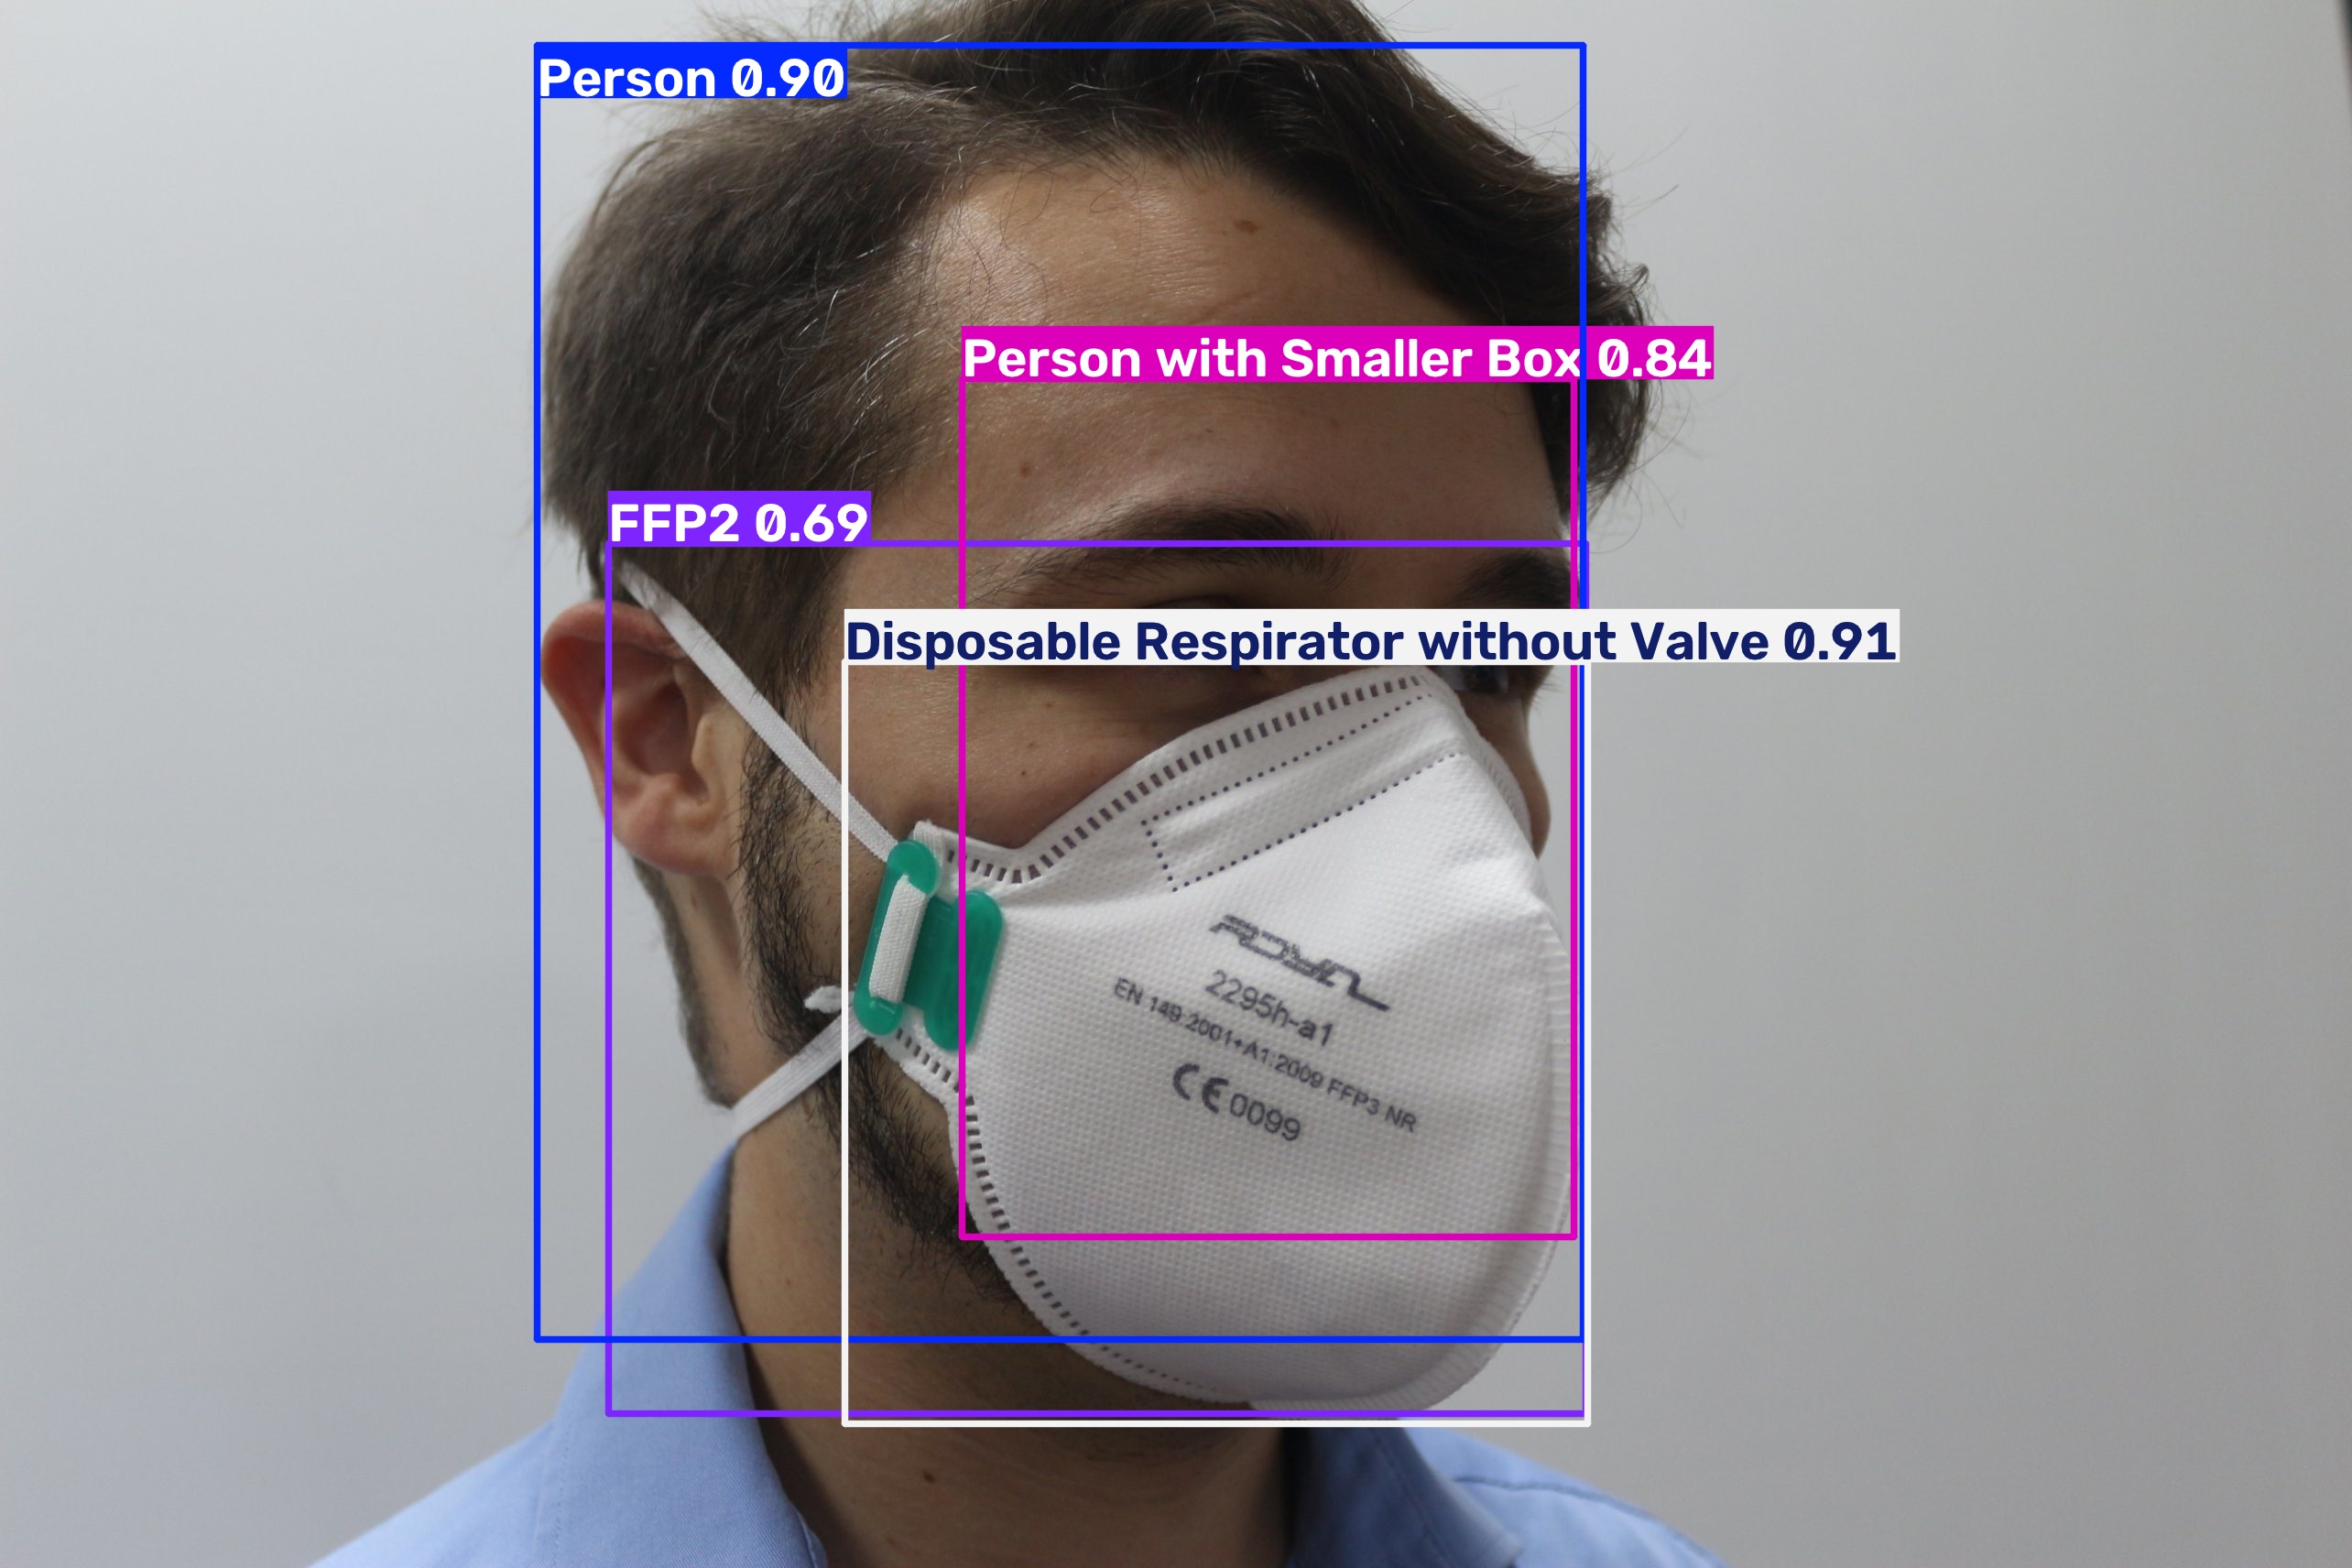 Person 0.90
Person with Smaller Box 0.84
FFP2 0.69
Disposable Respirator without Valve 0.91
2295h-a1
EN 149:2001+A1:2009 FFP3 NR
CE 0099